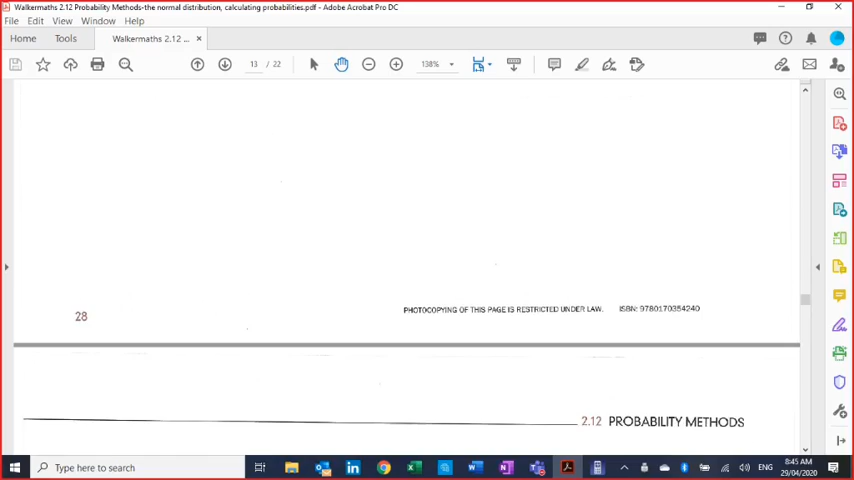 Walkermaths 2.12 Probability Methods-the normal distribution, calculating probabilities.pdf - Adobe Acrobat Pro DC
File Edit View Window Help
Home Tools Walkermaths 2.12 ... ×
13 / 22 138%
28
PHOTOCOPYING OF THIS PAGE IS RESTRICTED UNDER LAW. ISBN: 9780170354240
2.12 PROBABILITY METHODS
Type here to search
ENG
8:45 AM
29/04/2020